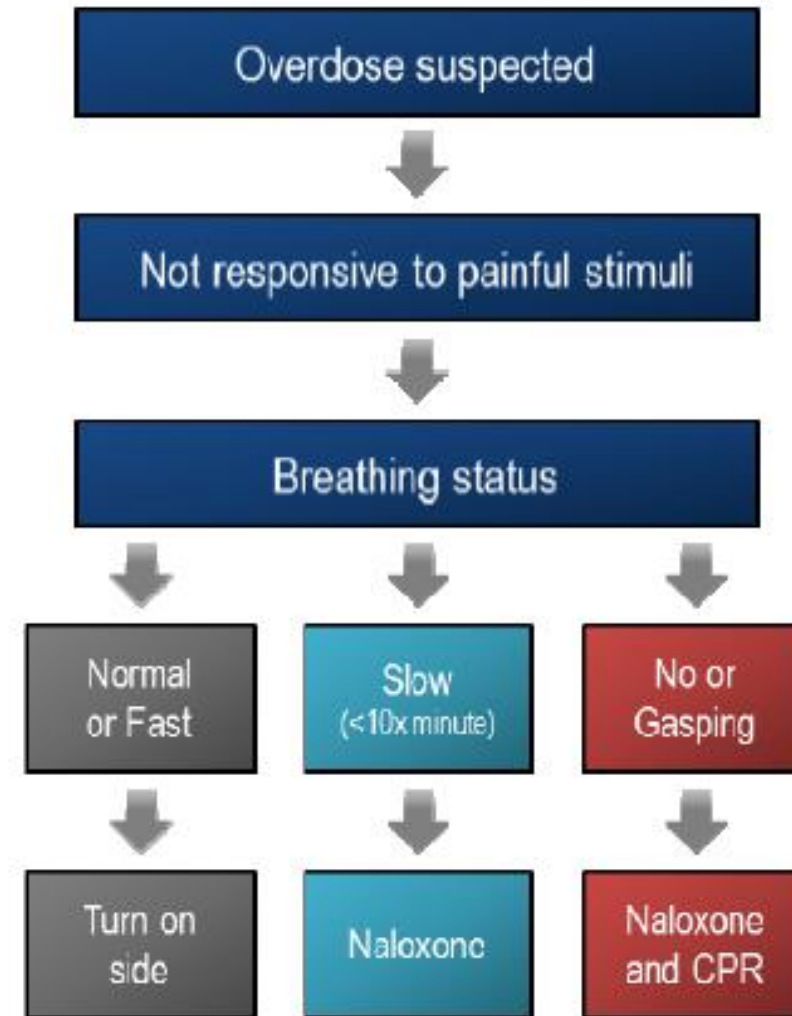 Overdose suspected
Not responsive to painful stimuli
Breathing status
Normal
or Fast
Slow
(<10x minute)
No or
Gasping
Turn on
side
Naloxone
Naloxone
and CPR